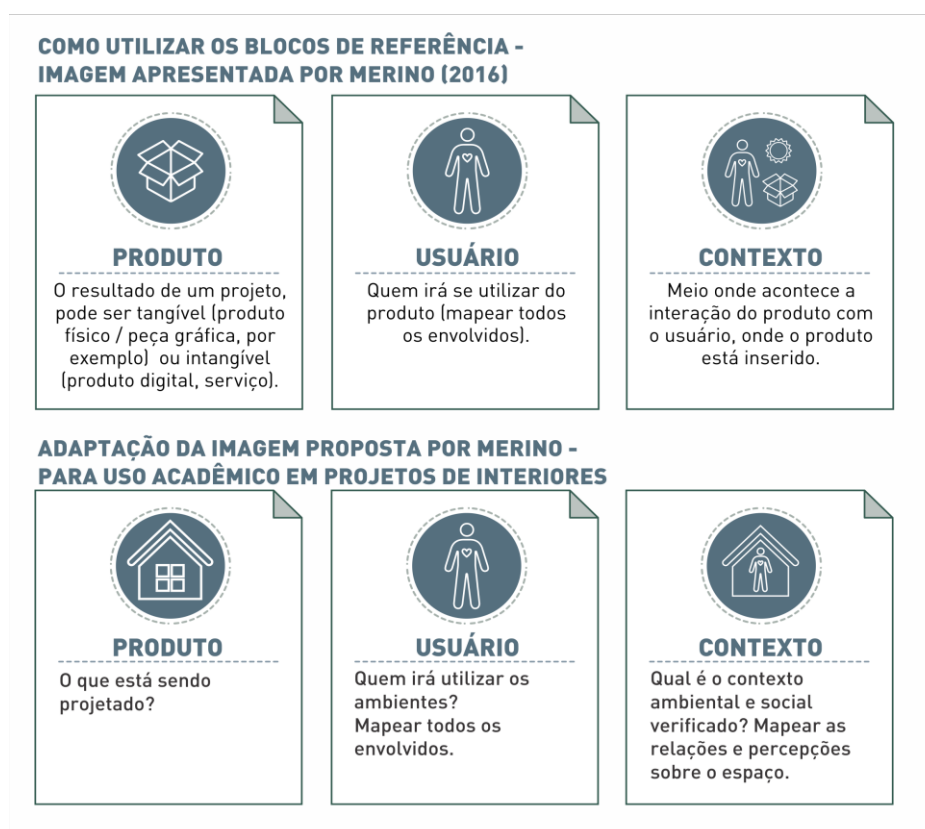 COMO UTILIZAR OS BLOCOS DE REFERÊNCIA -
IMAGEM APRESENTADA POR MERINO (2016)
PRODUTO
O resultado de um projeto,
pode ser tangível (produto
físico / peça gráfica, por
exemplo) ou intangível
(produto digital, serviço).
USUÁRIO
Quem irá se utilizar do
produto (mapear todos
os envolvidos).
CONTEXTO
Meio onde acontece a
interação do produto com
o usuário, onde o produto
está inserido.
ADAPTAÇÃO DA IMAGEM PROPOSTA POR MERINO -
PARA USO ACADÊMICO EM PROJETOS DE INTERIORES
PRODUTO
O que está sendo
projetado?
USUÁRIO
Quem irá utilizar os
ambientes?
Mapear todos os
envolvidos.
CONTEXTO
Qual é o contexto
ambiental e social
verificado? Mapear as
relações e percepções
sobre o espaço.